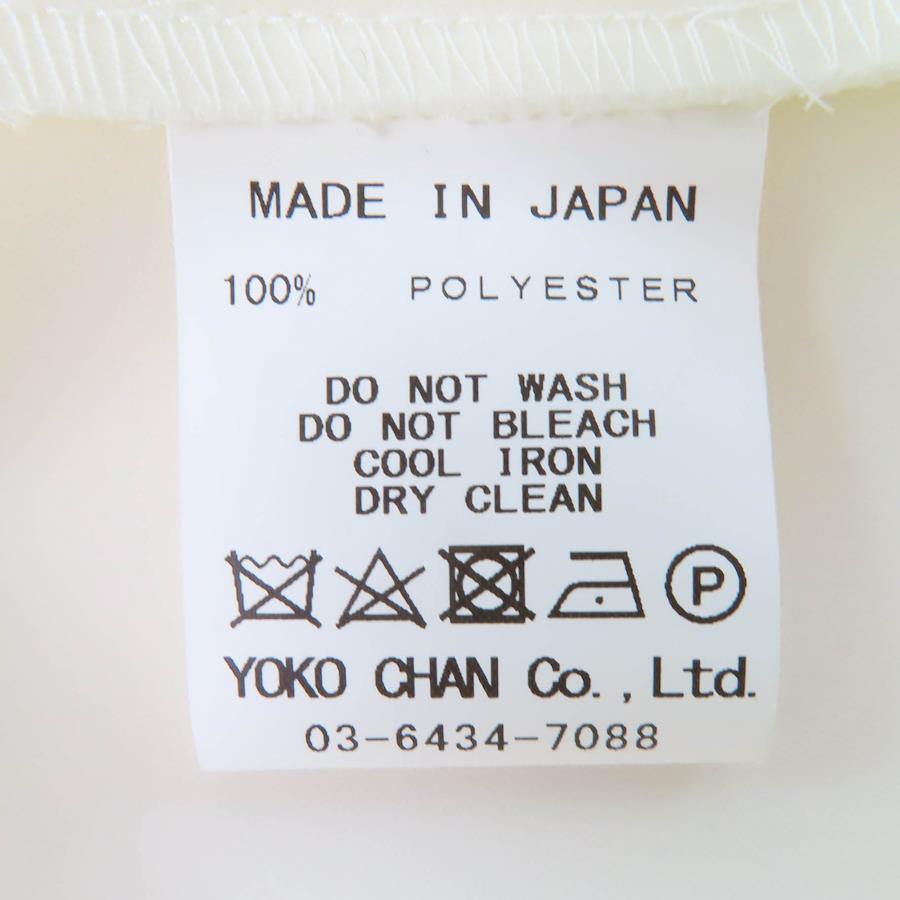 MADE IN JAPAN
100% POLYESTER
DO NOT WASH
DO NOT BLEACH
COOL IRON
DRY CLEAN
P
YOKO CHAN Co., Ltd.
03-6434-7088